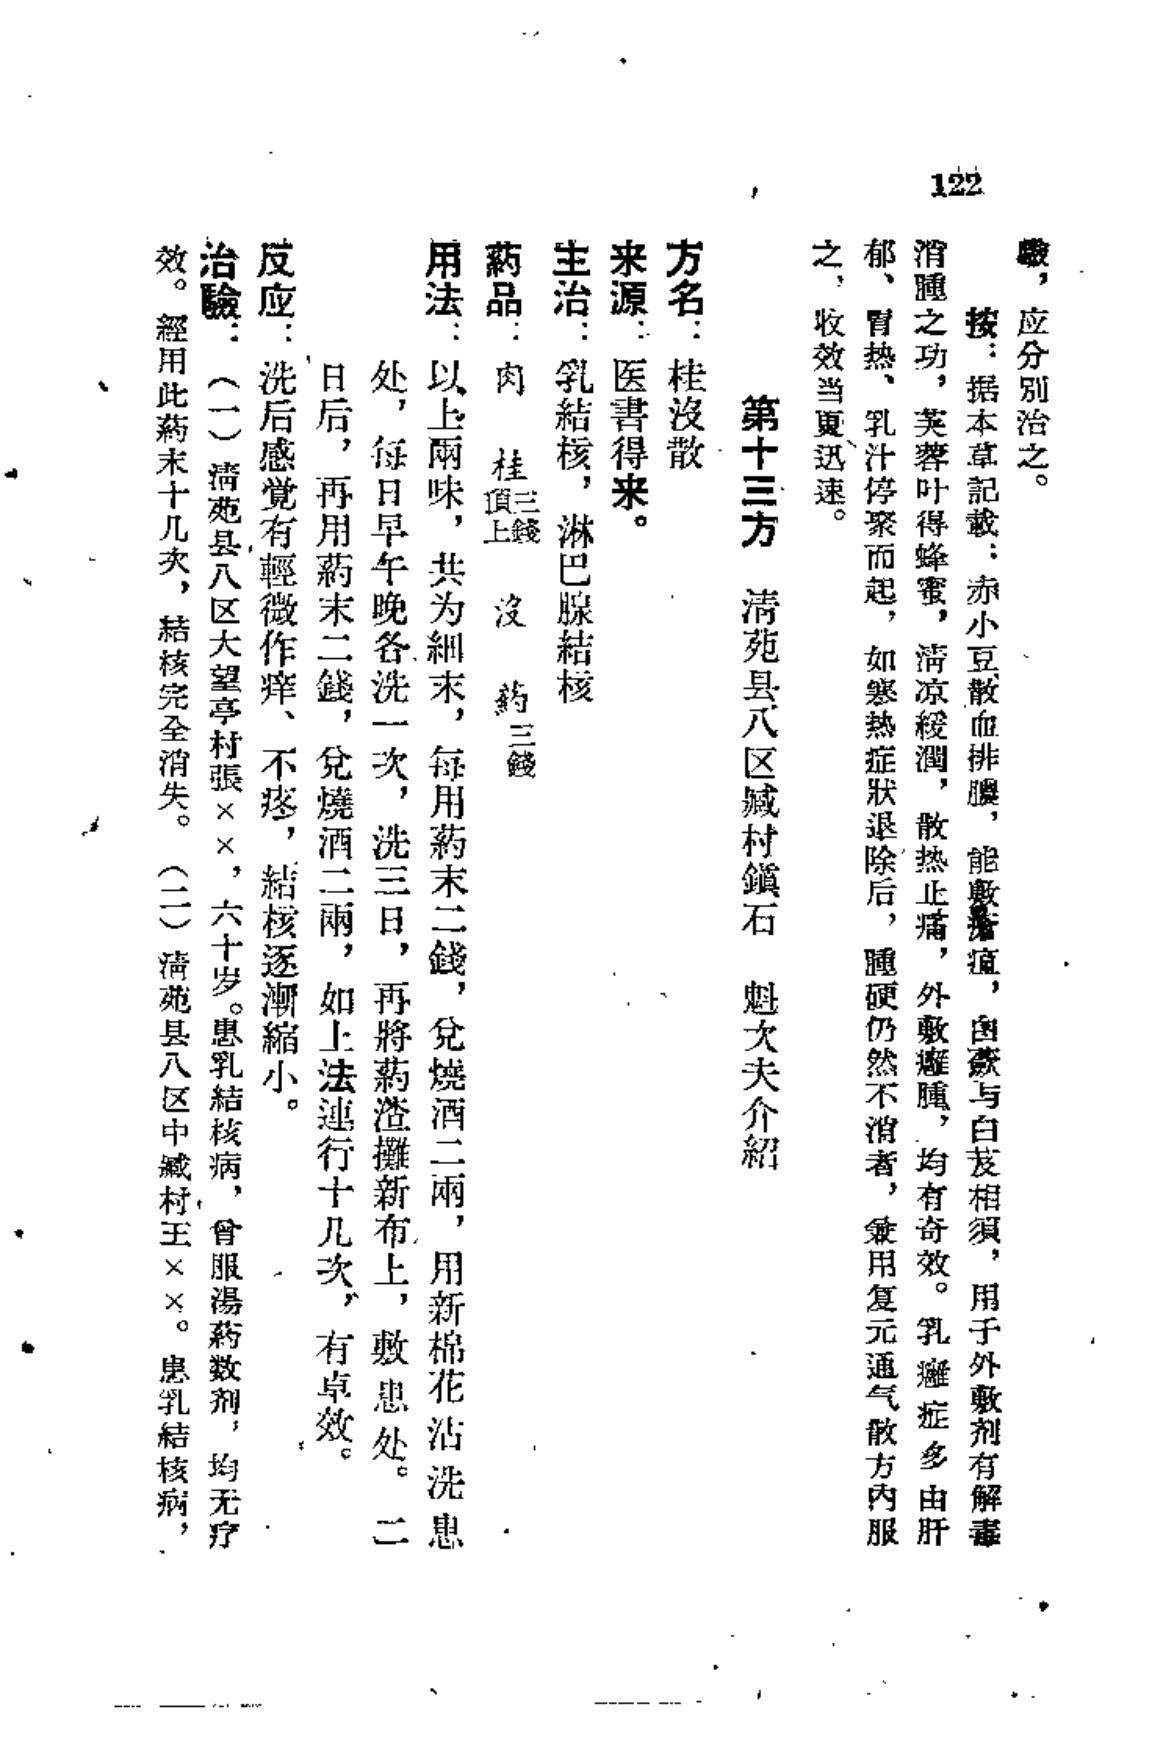 122
驗，应分別治之。
按：据本草記載：赤小豆散血排膿，能敷瘡疽，白蘞与白芨相須，用于外敷剂有解毒
消腫之功，芙蓉叶得蜂蜜，淸凉緩潤，散热止痛，外敷癰腫，均有奇效。乳癰症多由肝
郁、胃热、乳汁停聚而起，如寒热症狀退除后，腫硬仍然不消者，兼用复元通气散方內服
之，收效当更迅速。
第十三方　淸苑县八区臧村鎭石　魁次夫介紹
方名：桂沒散
来源：医書得来。
主治：乳結核，淋巴腺結核
葯品：肉　桂頂上三錢　沒　葯三錢
用法：以上兩味，共为細末，每用葯末二錢，兌燒酒二兩，用新棉花沾洗患
处，每日早午晚各洗一次，洗三日，再將葯渣攤新布上，敷患处。二
日后，再用葯末二錢，兌燒酒二兩，如上法連行十几次，有卓效。
反应：洗后感觉有輕微作痒、不疼，結核逐漸縮小。
治驗：（一）淸苑县八区大望亭村張××，六十岁。患乳結核病，曾服湯葯数剂，均无疗
效。經用此葯末十几次，結核完全消失。（二）淸苑县八区中臧村王××。患乳結核病，